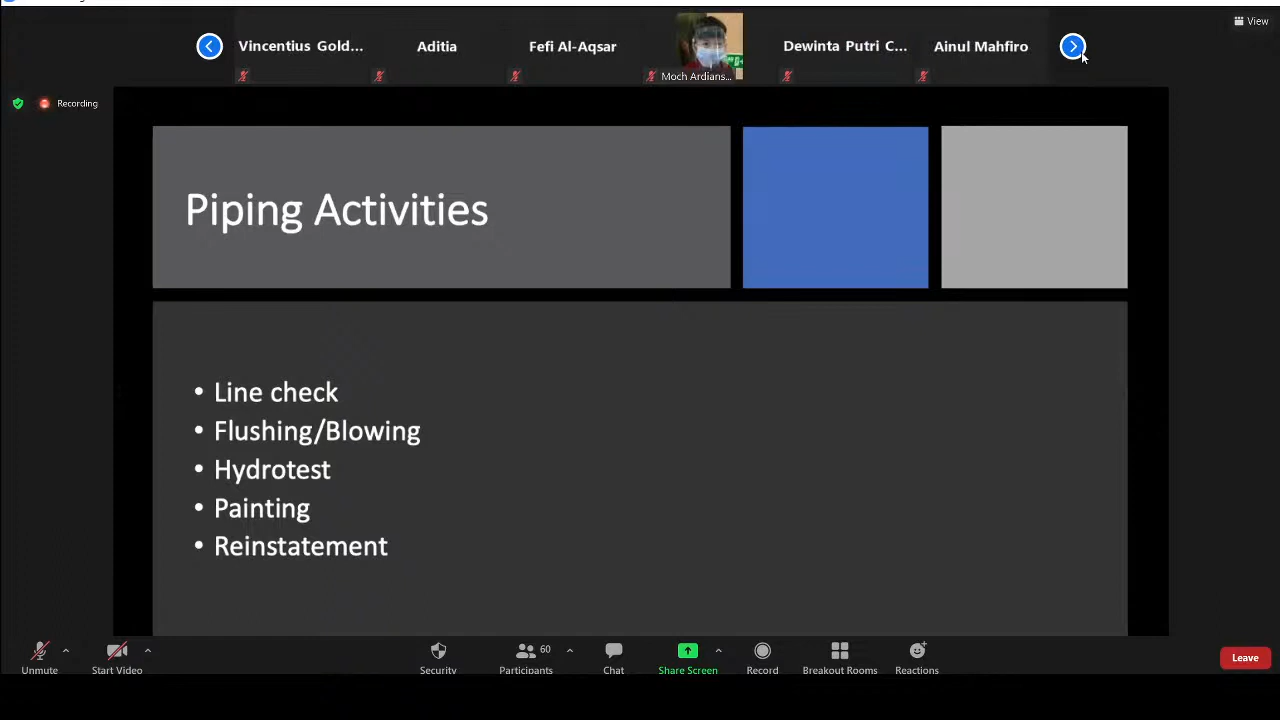 View
Vincentius Gold...
Aditia
Fefi Al-Aqsar
Dewinta Putri C...
Ainul Mahfiro
Moch Ardians...
Recording
Piping Activities
• Line check
• Flushing/Blowing
• Hydrotest
• Painting
• Reinstatement
60
Unmute
Start Video
Security
Participants
Chat
Share Screen
Record
Breakout Rooms
Reactions
Leave